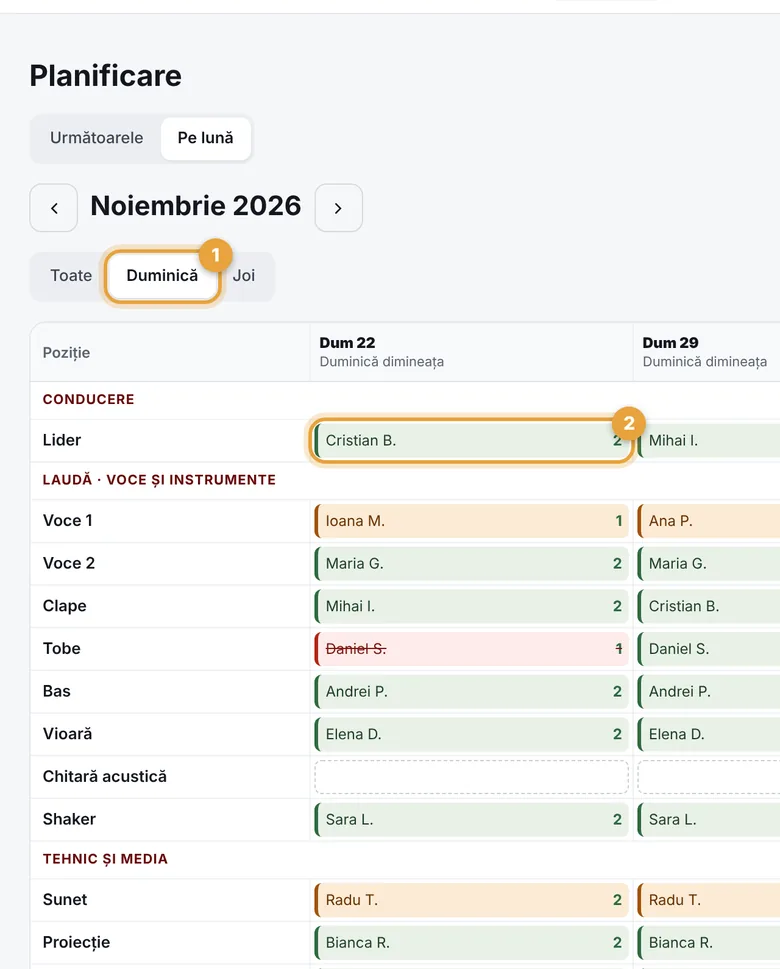 Planificare
Următoarele Pe lună
‹ Noiembrie 2026 ›
Toate Duminică 1 Joi
Poziție Dum 22 Dum 29
Duminică dimineața Duminică dimineața
CONDUCERE
Lider Cristian B. 2 2 Mihai I.
LAUDĂ · VOCE ȘI INSTRUMENTE
Voce 1 Ioana M. 1 Ana P.
Voce 2 Maria G. 2 Maria G.
Clape Mihai I. 2 Cristian B.
Tobe Daniel S. 1 Daniel S.
Bas Andrei P. 2 Andrei P.
Vioară Elena D. 2 Elena D.
Chitară acustică
Shaker Sara L. 2 Sara L.
TEHNIC ȘI MEDIA
Sunet Radu T. 2 Radu T.
Proiecție Bianca R. 2 Bianca R.